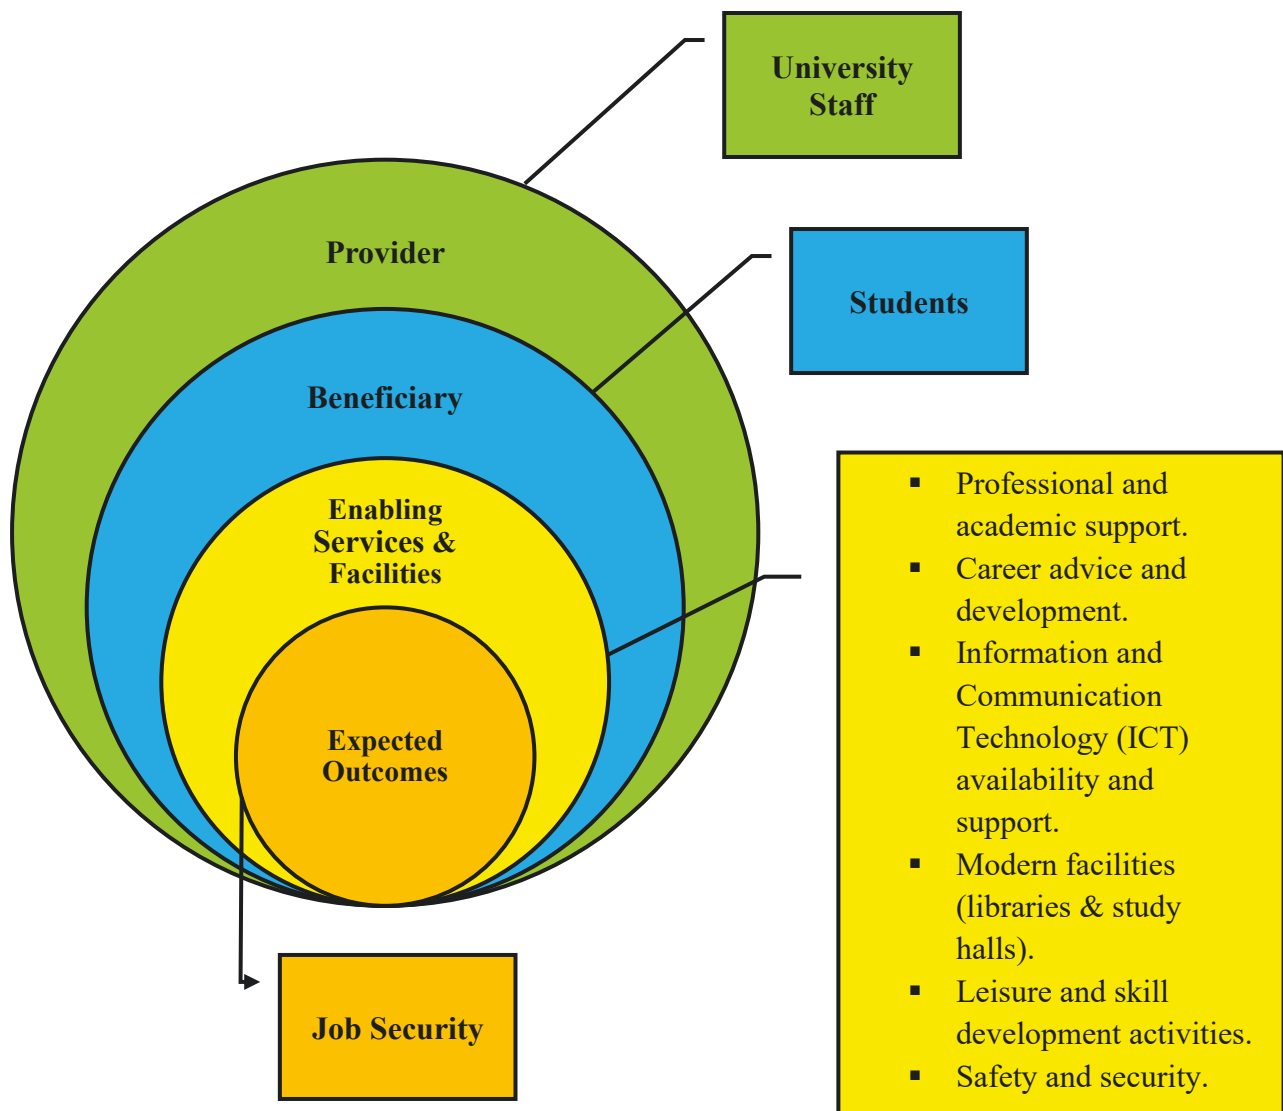 University
Staff
Provider
Students
Beneficiary
Enabling
Services &
Facilities
Expected
Outcomes
Job Security
▪ Professional and
academic support.
▪ Career advice and
development.
▪ Information and
Communication
Technology (ICT)
availability and
support.
▪ Modern facilities
(libraries & study
halls).
▪ Leisure and skill
development activities.
▪ Safety and security.